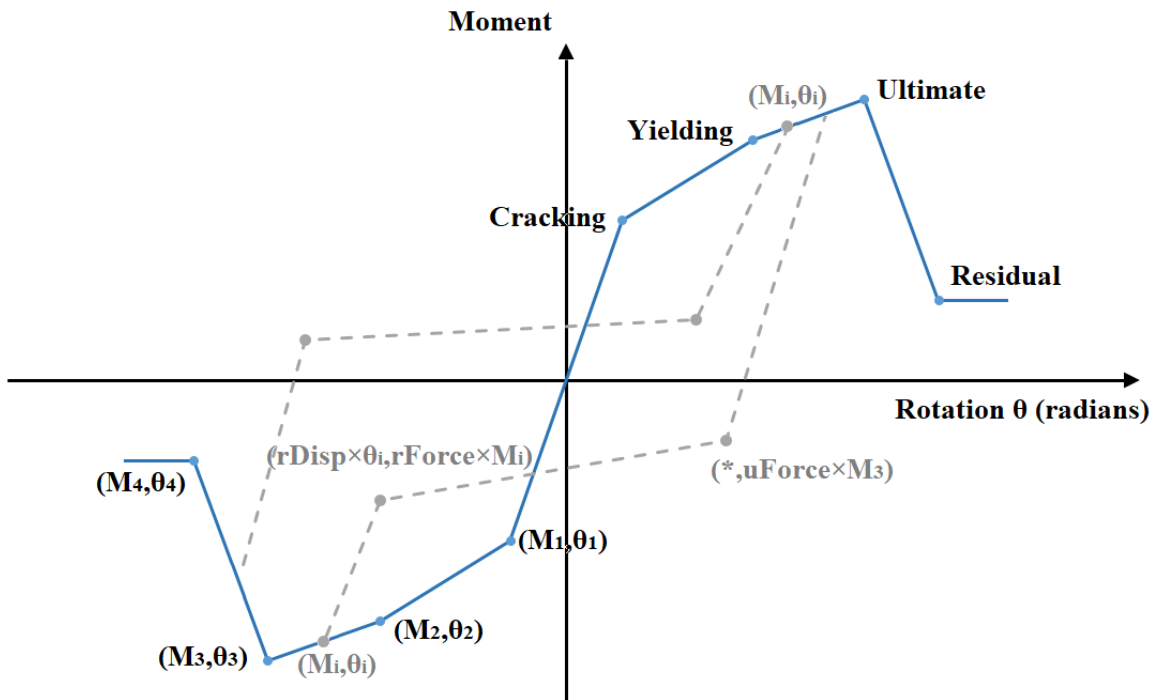 Moment
(Mᵢ,θᵢ)
Ultimate
Yielding
Cracking
Residual
Rotation θ (radians)
(rDisp×θᵢ,rForce×Mᵢ)
(*,uForce×M₃)
(M₄,θ₄)
(M₁,θ₁)
(M₂,θ₂)
(M₃,θ₃)
(Mᵢ,θᵢ)